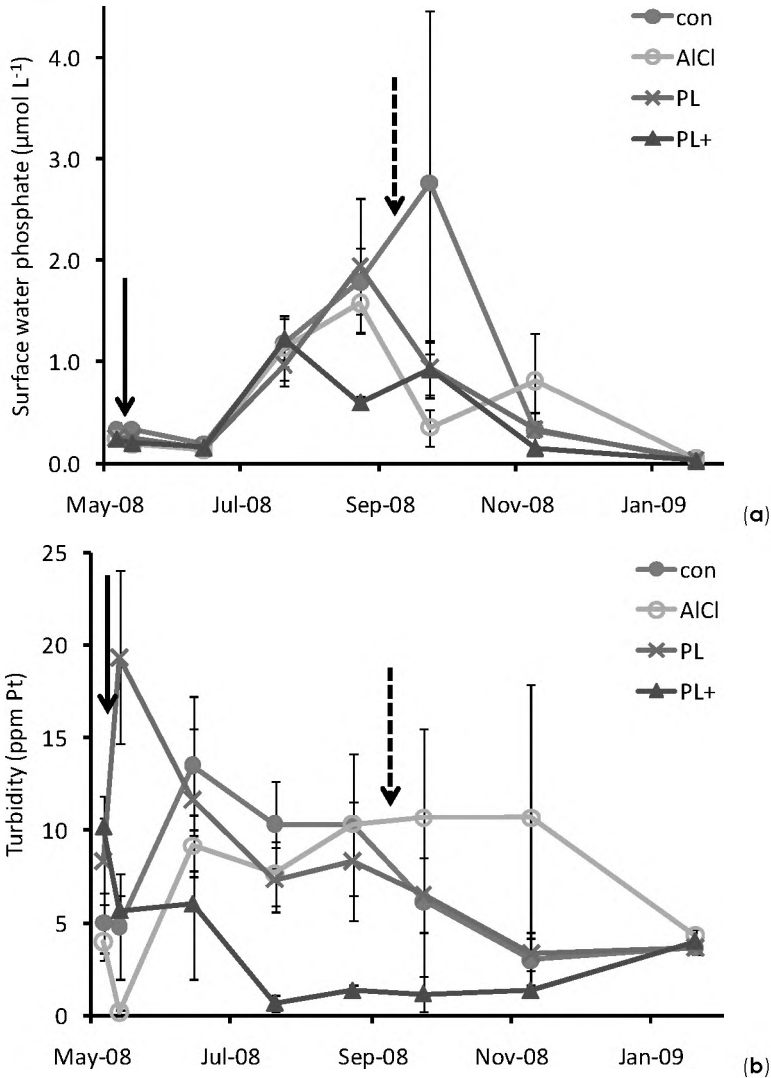 con
AlCl
PL
PL+
4.0
3.0
2.0
1.0
0.0
Surface water phosphate (µmol L⁻¹)
May-08 Jul-08 Sep-08 Nov-08 Jan-09
(a)
con
AlCl
PL
PL+
25
20
15
10
5
0
Turbidity (ppm Pt)
May-08 Jul-08 Sep-08 Nov-08 Jan-09
(b)